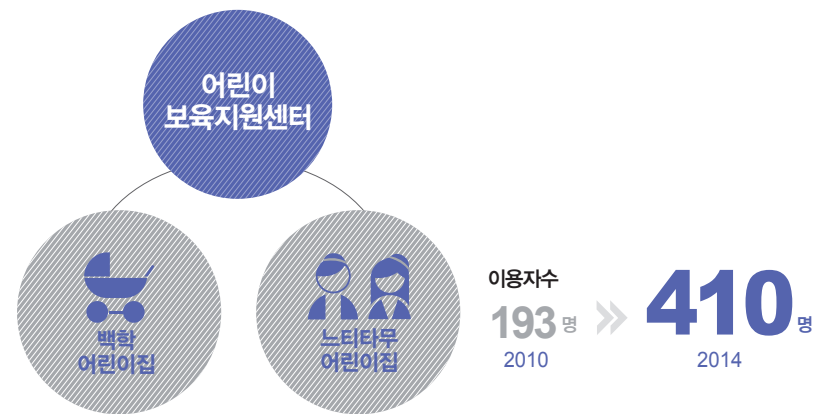 어린이
보육지원센터
백학
어린이집
느티타무
어린이집
이용자수
193 명
410 명
2010
2014